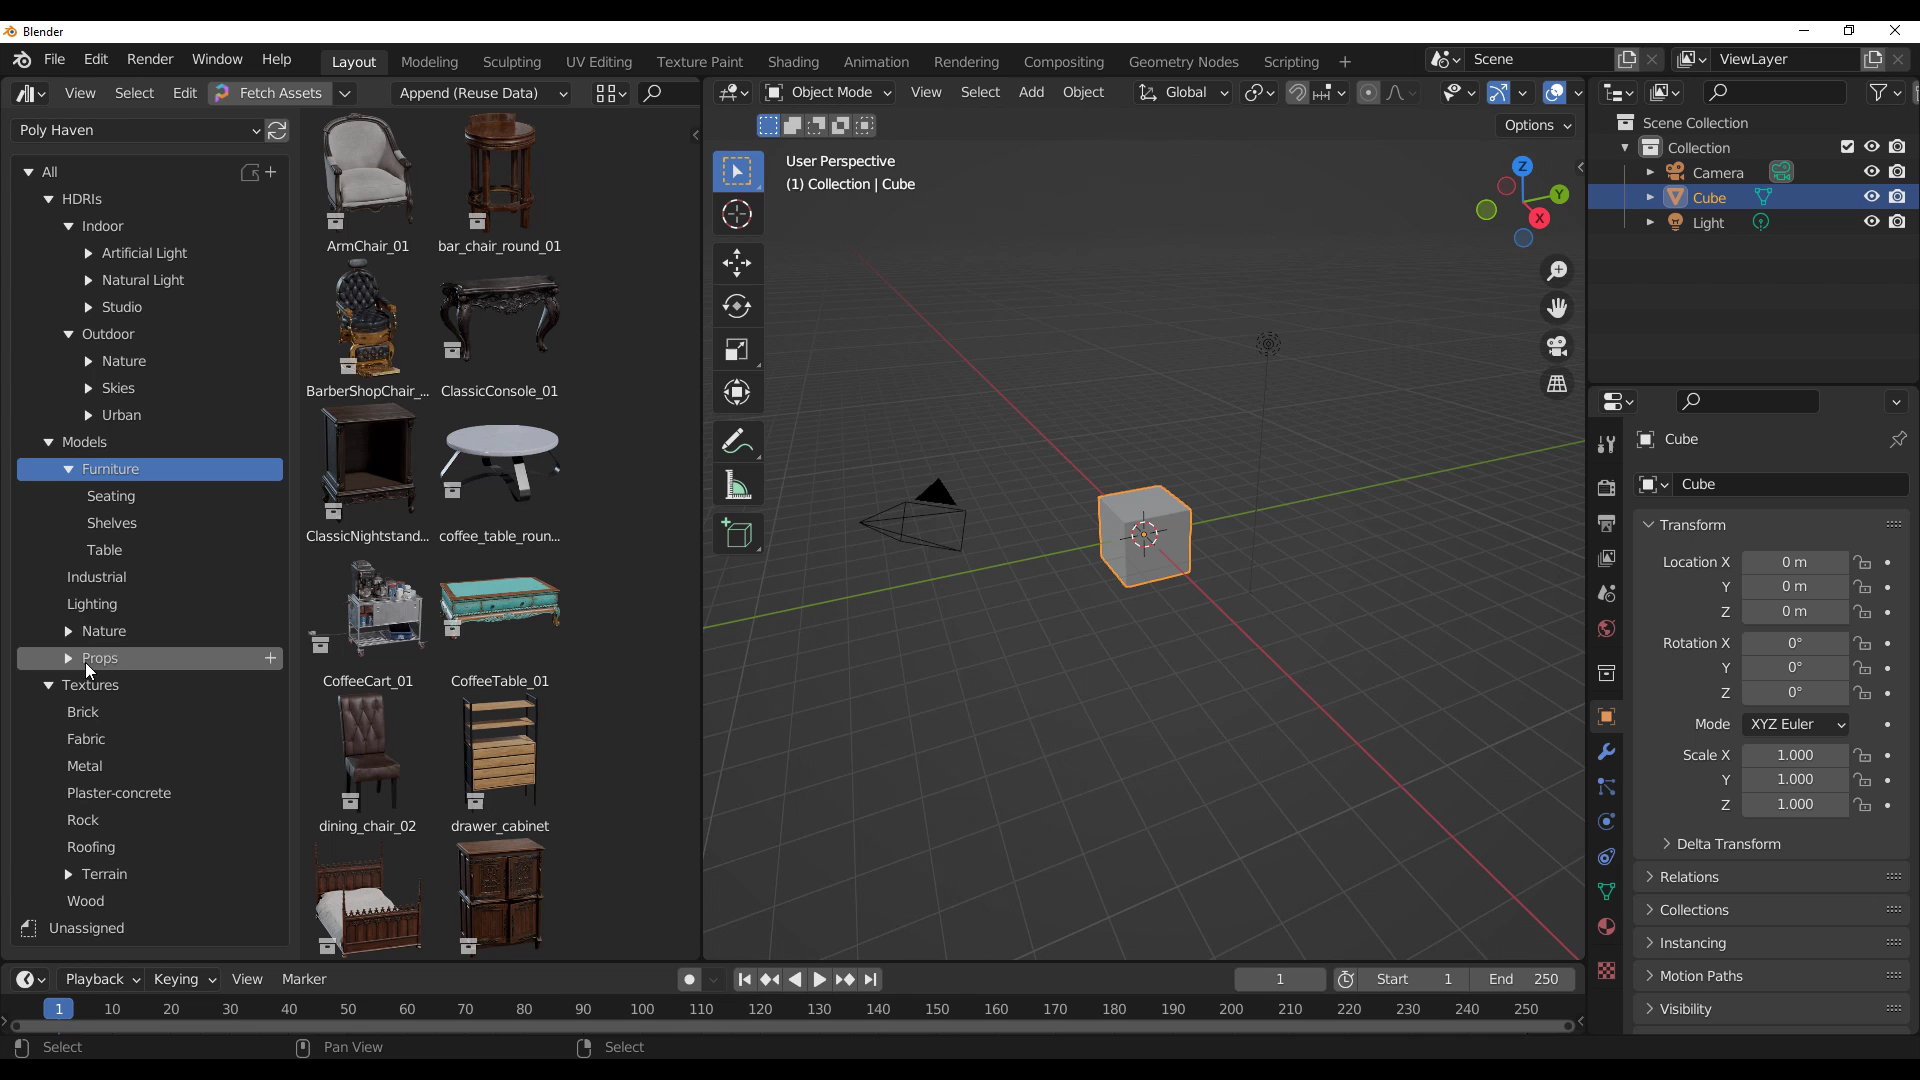 Blender
File Edit Render Window Help Layout Modeling Sculpting UV Editing Texture Paint Shading Animation Rendering Compositing Geometry Nodes Scripting + Scene ViewLayer
View Select Edit Fetch Assets Append (Reuse Data)
Object Mode View Select Add Object Global
Poly Haven
Options
All
HDRIs
Indoor
Artificial Light
Natural Light
Studio
Outdoor
Nature
Skies
Urban
Models
Furniture
Seating
Shelves
Table
Industrial
Lighting
Nature
Props
Textures
Brick
Fabric
Metal
Plaster-concrete
Rock
Roofing
Terrain
Wood
Unassigned
ArmChair_01 bar_chair_round_01
BarberShopChair_... ClassicConsole_01
ClassicNightstand... coffee_table_roun...
CoffeeCart_01 CoffeeTable_01
dining_chair_02 drawer_cabinet
User Perspective
(1) Collection | Cube
Z
Y
X
Scene Collection
Collection
Camera
Cube
Light
Cube
Cube
Transform
Location X 0 m
Y 0 m
Z 0 m
Rotation X 0°
Y 0°
Z 0°
Mode XYZ Euler
Scale X 1.000
Y 1.000
Z 1.000
Delta Transform
Relations
Collections
Instancing
Motion Paths
Visibility
Playback Keying View Marker 1 Start 1 End 250
1 10 20 30 40 50 60 70 80 90 100 110 120 130 140 150 160 170 180 190 200 210 220 230 240 250
Select Pan View Select